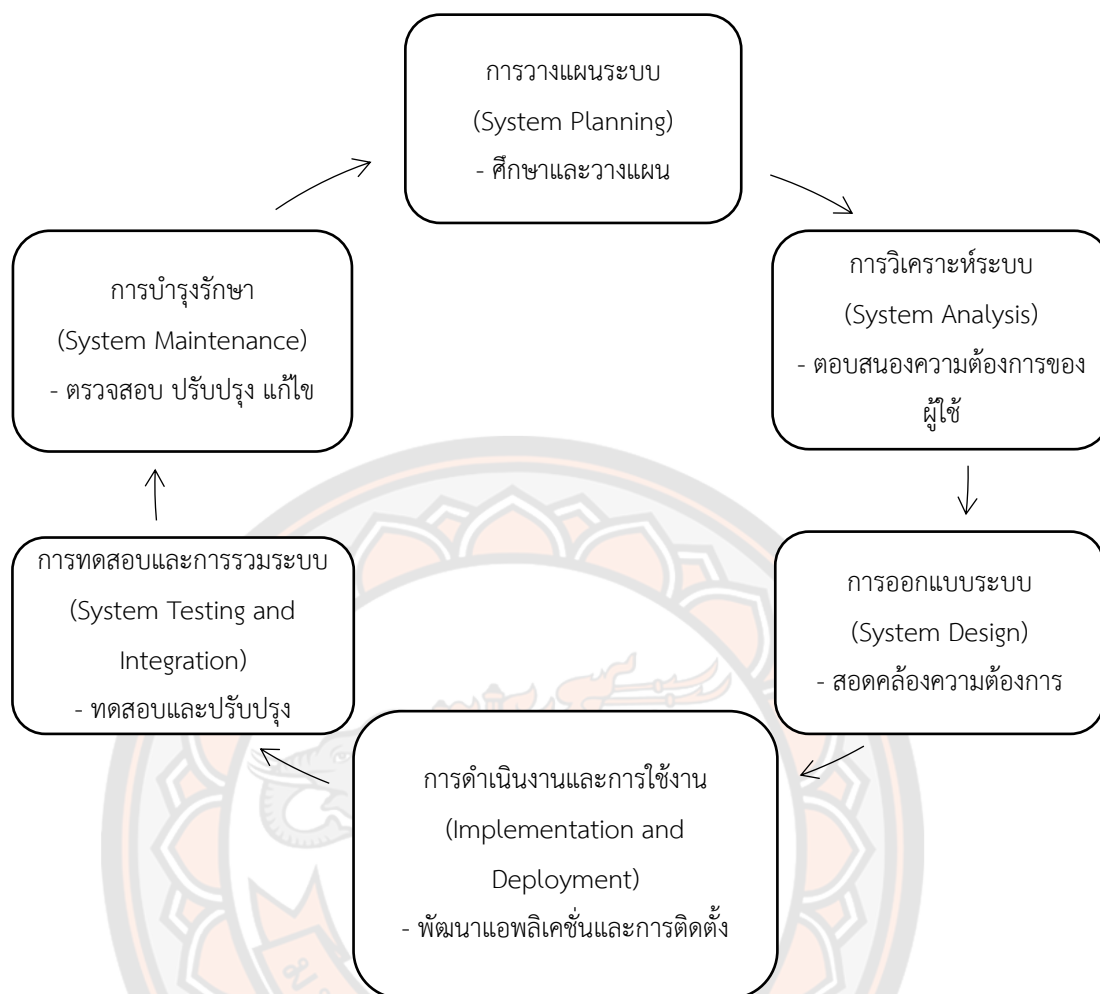 การวางแผนระบบ
(System Planning)
- ศึกษาและวางแผน
การวิเคราะห์ระบบ
(System Analysis)
- ตอบสนองความต้องการของ
ผู้ใช้
การออกแบบระบบ
(System Design)
- สอดคล้องความต้องการ
การดำเนินงานและการใช้งาน
(Implementation and
Deployment)
- พัฒนาแอพลิเคชั่นและการติดตั้ง
การทดสอบและการรวมระบบ
(System Testing and
Integration)
- ทดสอบและปรับปรุง
การบำรุงรักษา
(System Maintenance)
- ตรวจสอบ ปรับปรุง แก้ไข